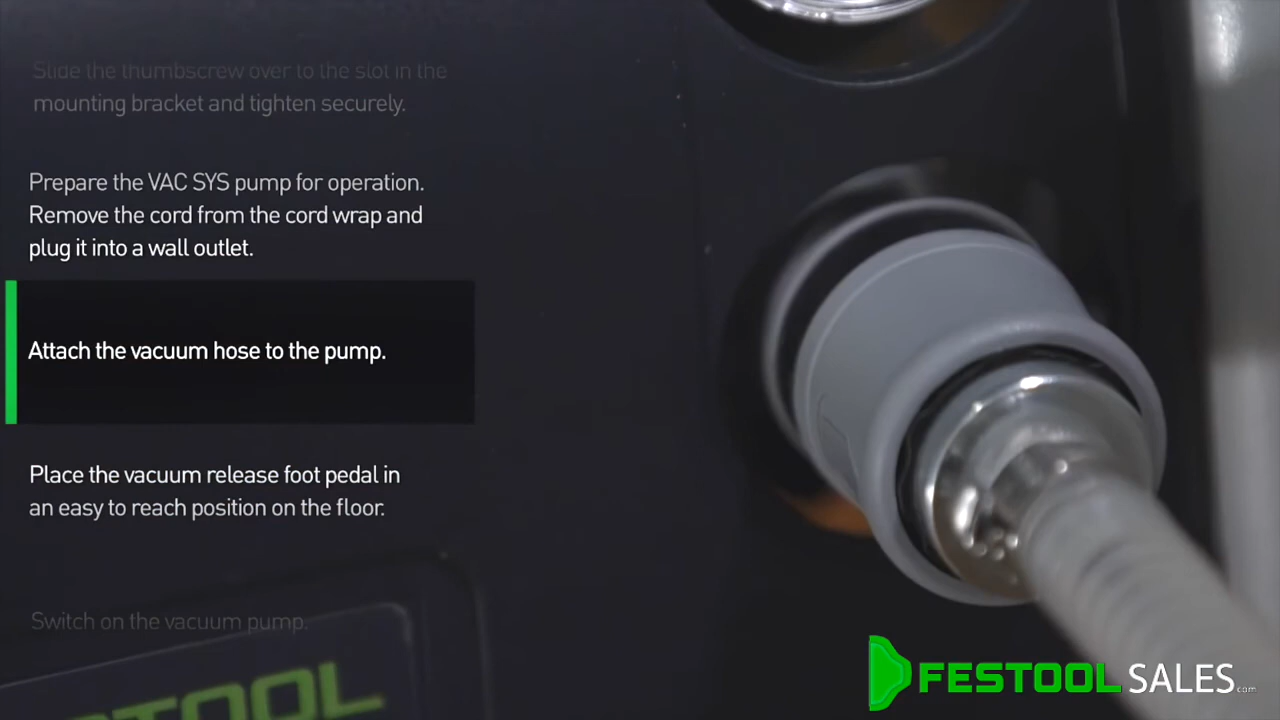 Slide the thumbscrew over to the slot in the
mounting bracket and tighten securely.
Prepare the VAC SYS pump for operation.
Remove the cord from the cord wrap and
plug it into a wall outlet.
Attach the vacuum hose to the pump.
Place the vacuum release foot pedal in
an easy to reach position on the floor.
Switch on the vacuum pump.
TOOL
FESTOOL SALES.com